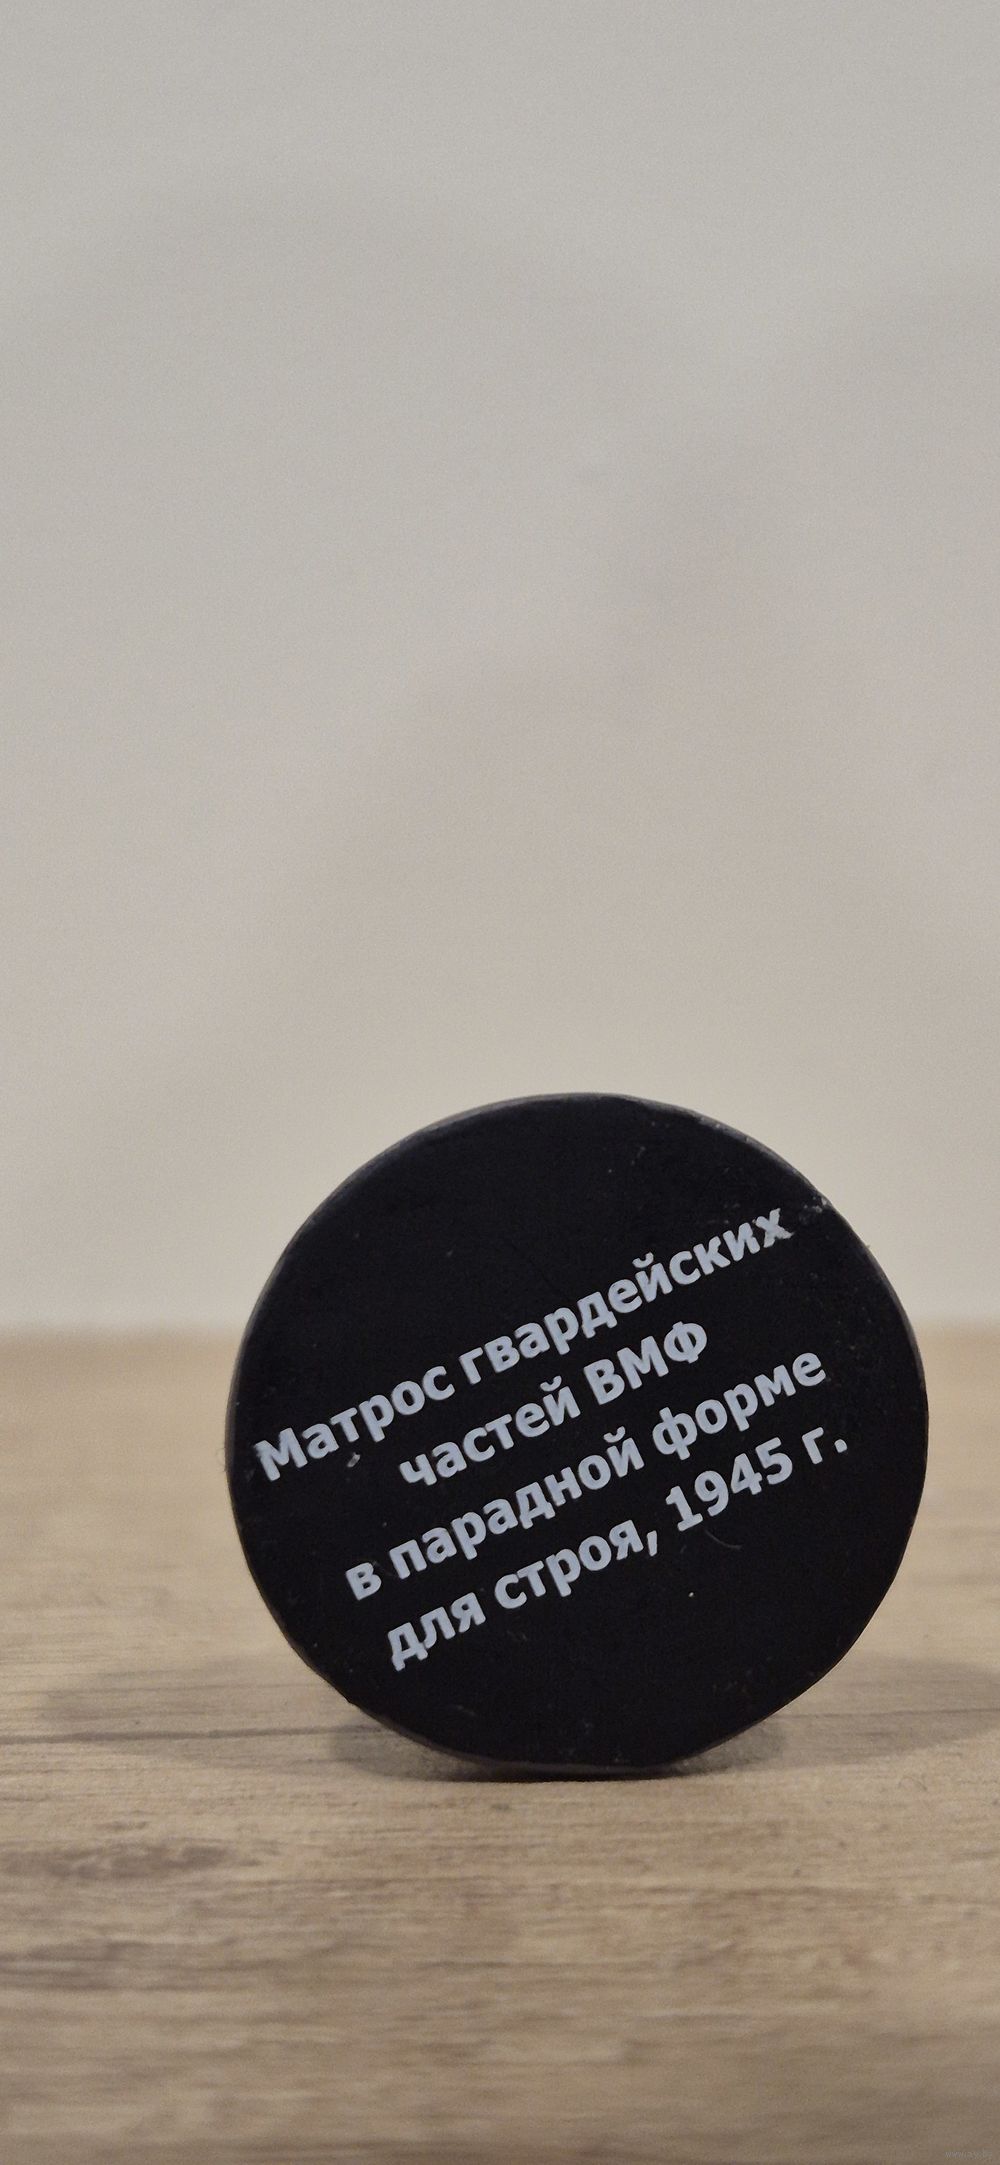 Матрос гвардейских
частей ВМФ
в парадной форме
для строя, 1945 г.